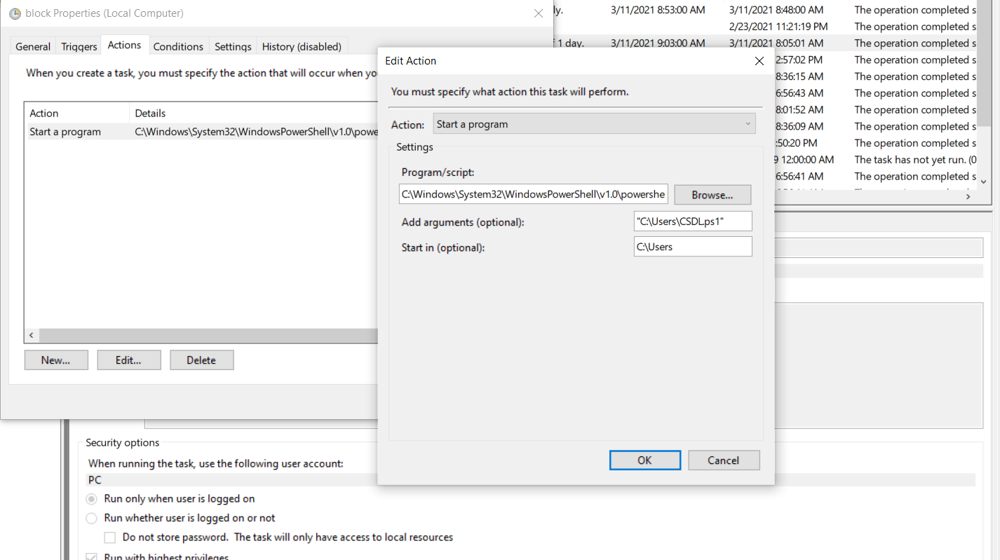 block Properties (Local Computer)
General Triggers Actions Conditions Settings History (disabled)
When you create a task, you must specify the action that will occur when yo
Action Details
Start a program C:\Windows\System32\WindowsPowerShell\v1.0\powe
New... Edit... Delete
ly. 3/11/2021 8:53:00 AM 3/11/2021 8:48:00 AM The operation completed s
2/23/2021 11:21:19 PM The operation completed s
1 day. 3/11/2021 9:03:00 AM 3/11/2021 8:05:01 AM The operation completed s
2:57:02 PM The operation completed s
8:36:15 AM The operation completed s
6:56:43 AM The operation completed s
8:01:52 AM The operation completed s
8:36:09 AM The operation completed s
:50:20 PM The operation completed s
9 12:00:00 AM The task has not yet run. (0
6:56:41 AM The operation completed s
Edit Action
You must specify what action this task will perform.
Action: Start a program
Settings
Program/script:
C:\Windows\System32\WindowsPowerShell\v1.0\powershe Browse...
Add arguments (optional): "C:\Users\CSDL.ps1"
Start in (optional): C:\Users
OK Cancel
Security options
When running the task, use the following user account:
PC
Run only when user is logged on
Run whether user is logged on or not
Do not store password. The task will only have access to local resources
Run with highest privileges